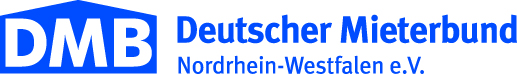 DMB
Deutscher Mieterbund
Nordrhein-Westfalen e.V.